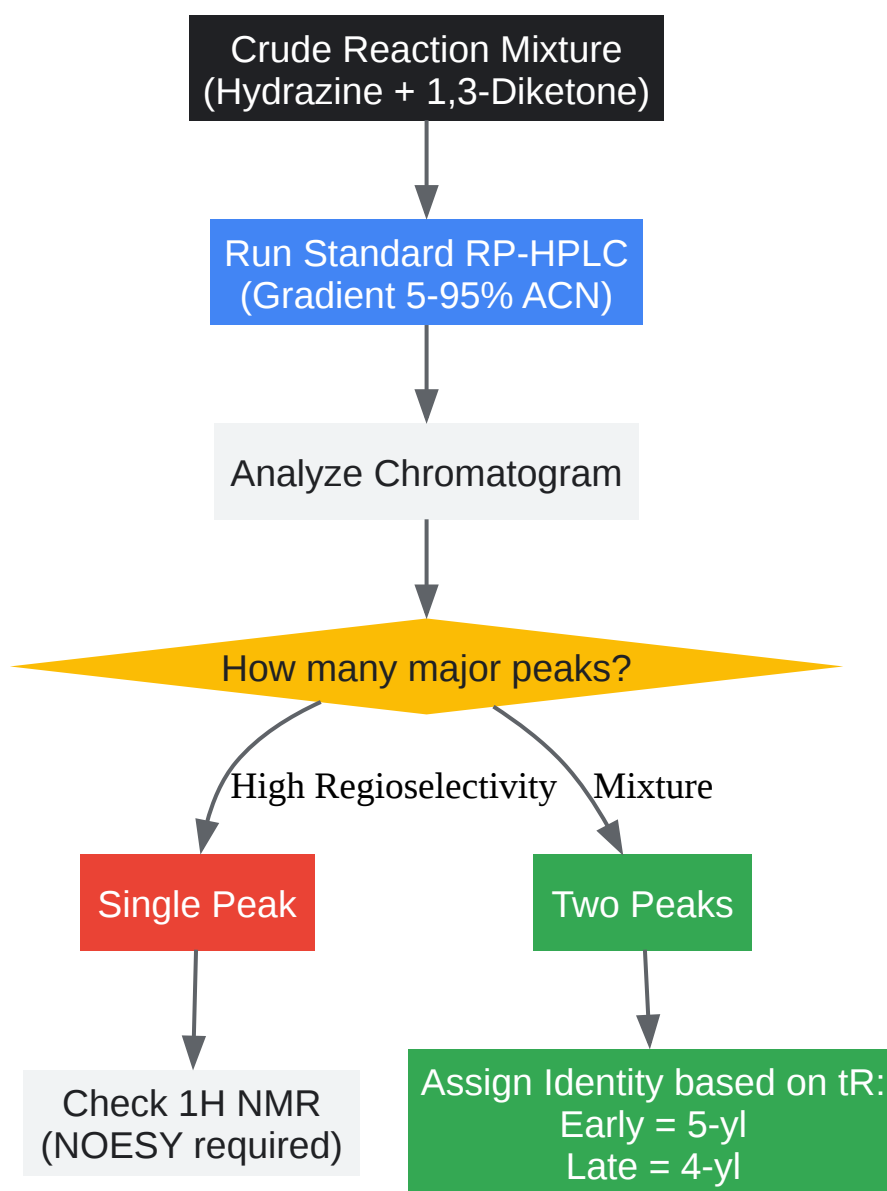 Crude Reaction Mixture
(Hydrazine + 1,3-Diketone)
Run Standard RP-HPLC
(Gradient 5-95% ACN)
Analyze Chromatogram
How many major peaks?
High Regioselectivity
Mixture
Single Peak
Two Peaks
Check 1H NMR
(NOESY required)
Assign Identity based on tR:
Early = 5-yl
Late = 4-yl